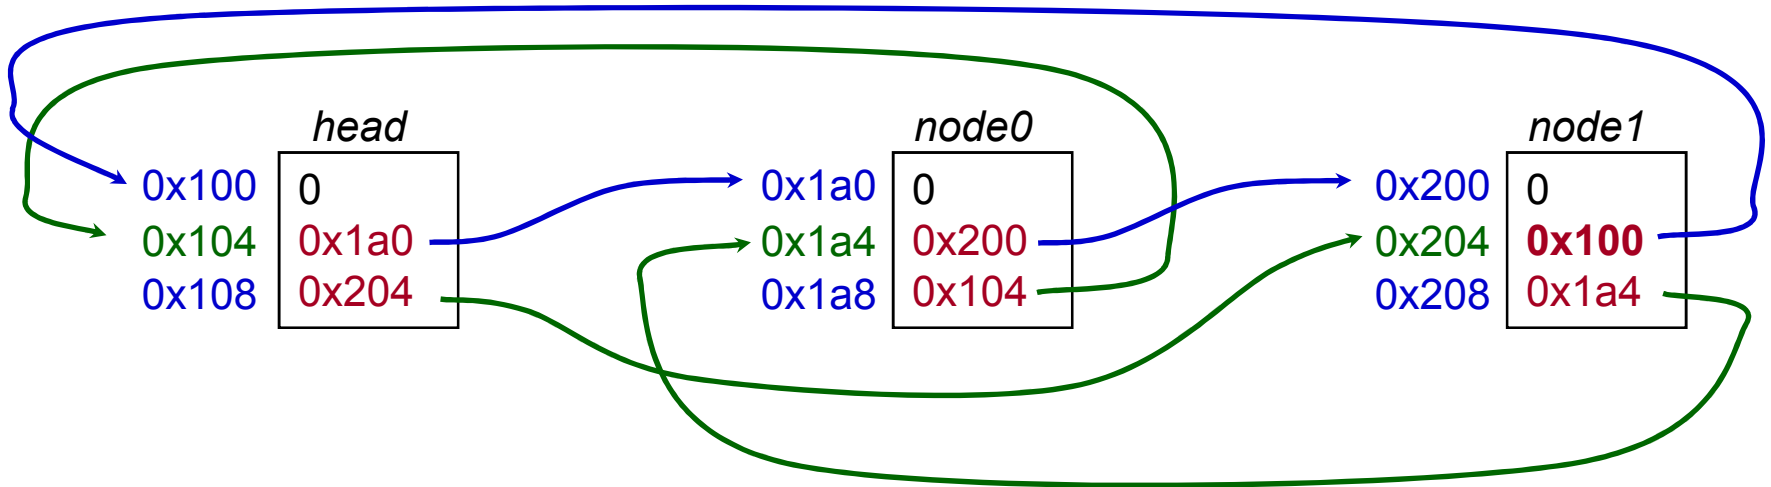 head node0 node1
0x100 0 0x1a0 0 0x200 0
0x104 0x1a0 0x1a4 0x200 0x204 0x100
0x108 0x204 0x1a8 0x104 0x208 0x1a4